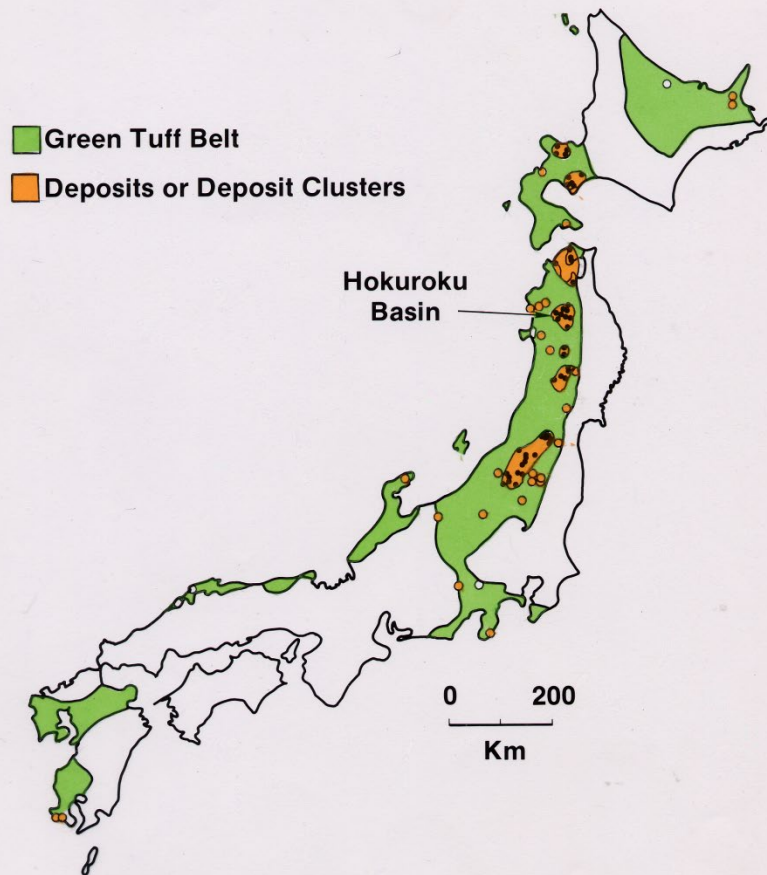 Green Tuff Belt
Deposits or Deposit Clusters
Hokuroku
Basin
0 200
Km